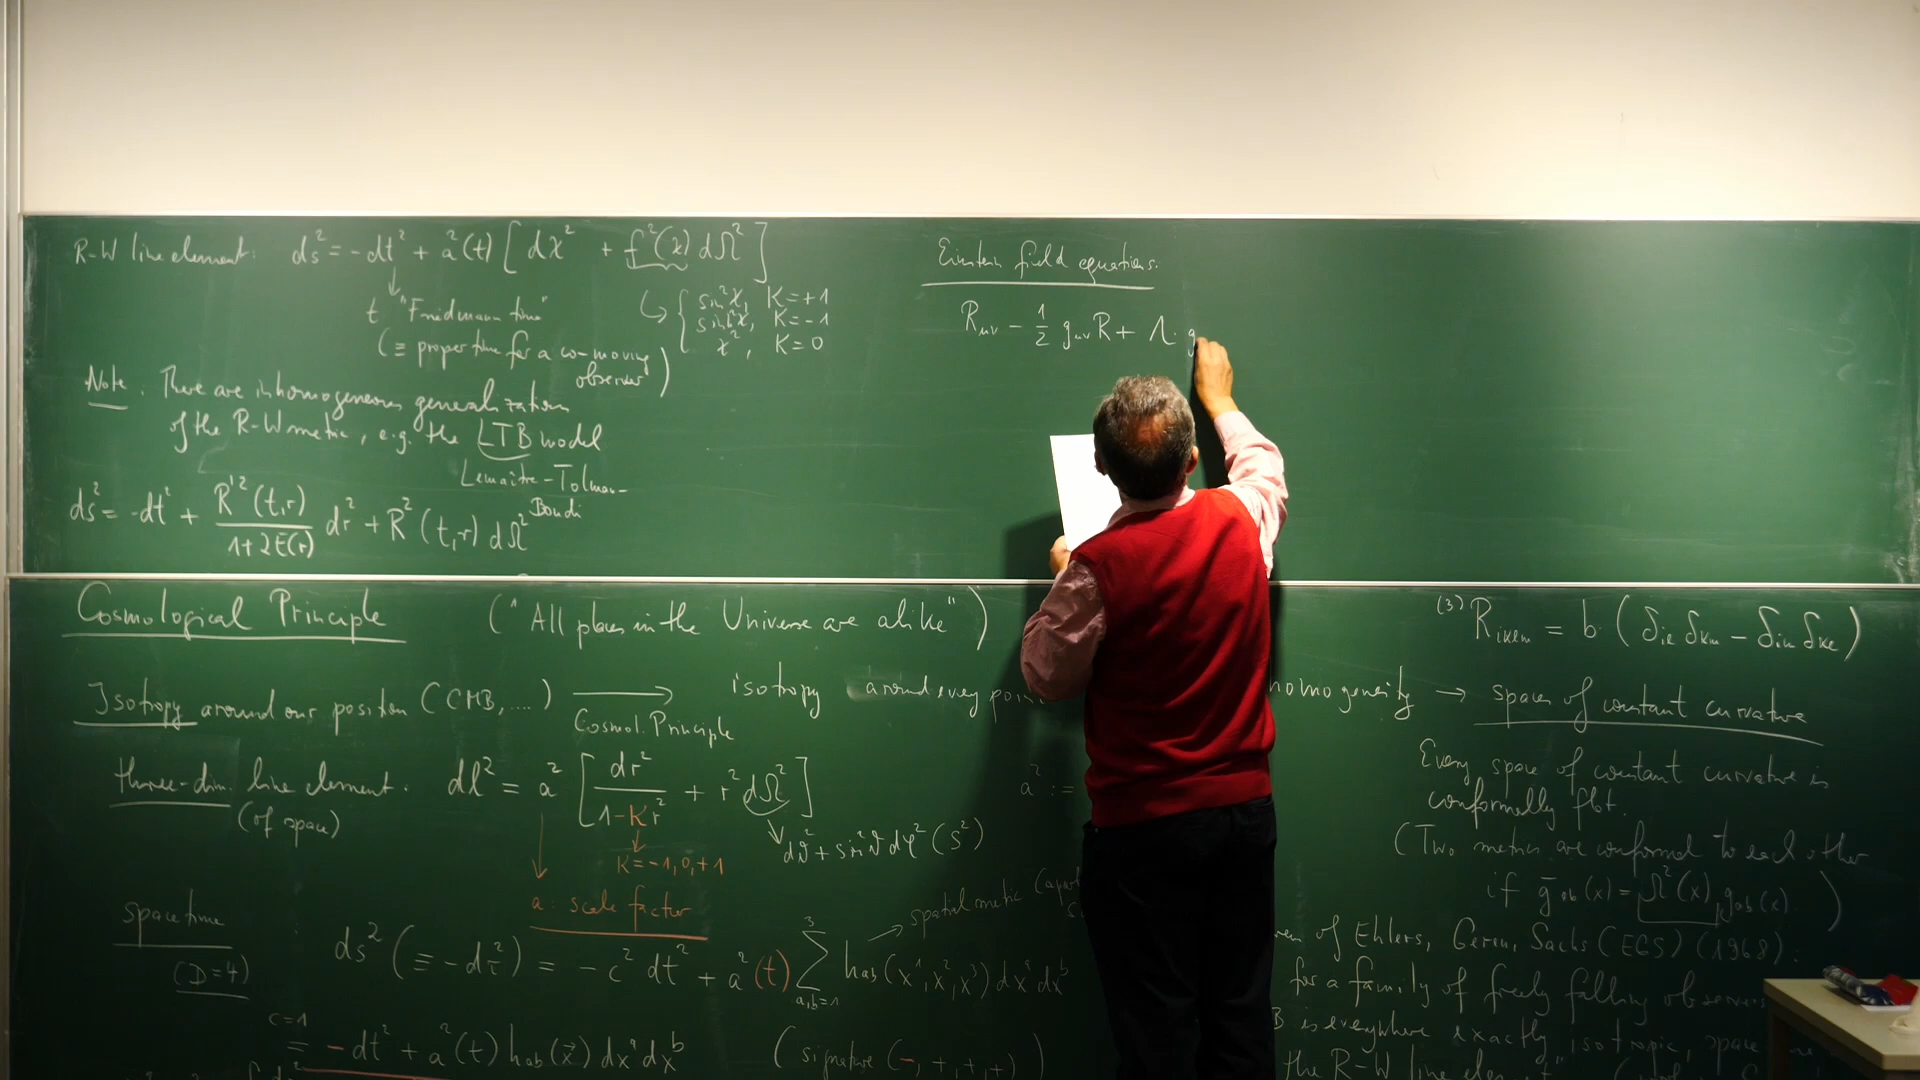 R-W line element: ds² = -dt² + a²(t) [dχ² + f²(χ) dΩ²]
↳ { sin²χ, K=+1
sinh²χ, K=-1
χ², K=0
t "Friedmann time"
(≡ proper time for a co-moving
observer)
Note: There are inhomogeneous generalization
of the R-W metric, e.g. the LTB model
Lemaître-Tolman-
Bondi
ds² = -dt² + R'²(t,r)/1+2E(r) dr² + R²(t,r) dΩ²
Einstein field equations:
Rμν - 1/2 gμν R + Λ · g
Cosmological Principle ("All places in the Universe are alike")
Isotropy around our position (CMB, ....) → isotropy around every poin
Cosmol. Principle
three-dim. line element: dl² = a² [dr²/1-Kr² + r² dΩ²]
(of space)
dϑ² + sin²ϑ dφ² (S²)
K = -1, 0, +1
a: scale factor
a² :=
spacetime
(D=4)
ds² (≡ -dτ²) = -c² dt² + a²(t) ∑³a,b=1 hab(x¹,x²,x³) dxᵃ dxᵇ
→ spatial metric
c=1
= -dt² + a²(t) hab(x⃗) dxᵃ dxᵇ (signature (-,+,+,+))
⁽³⁾Rikem = b (δie δkm - δim δke)
homogeneity → spaces of constant curvature
Every space of constant curvature is
conformally flat.
(Two metrics are conformal to each other
if ḡab(x) = Ω²(x) gab(x) )
of Ehlers, Geren, Sachs (EGS) (1968):
for a family of freely falling observers
B is everywhere exactly isotropic, space
the R-W line element